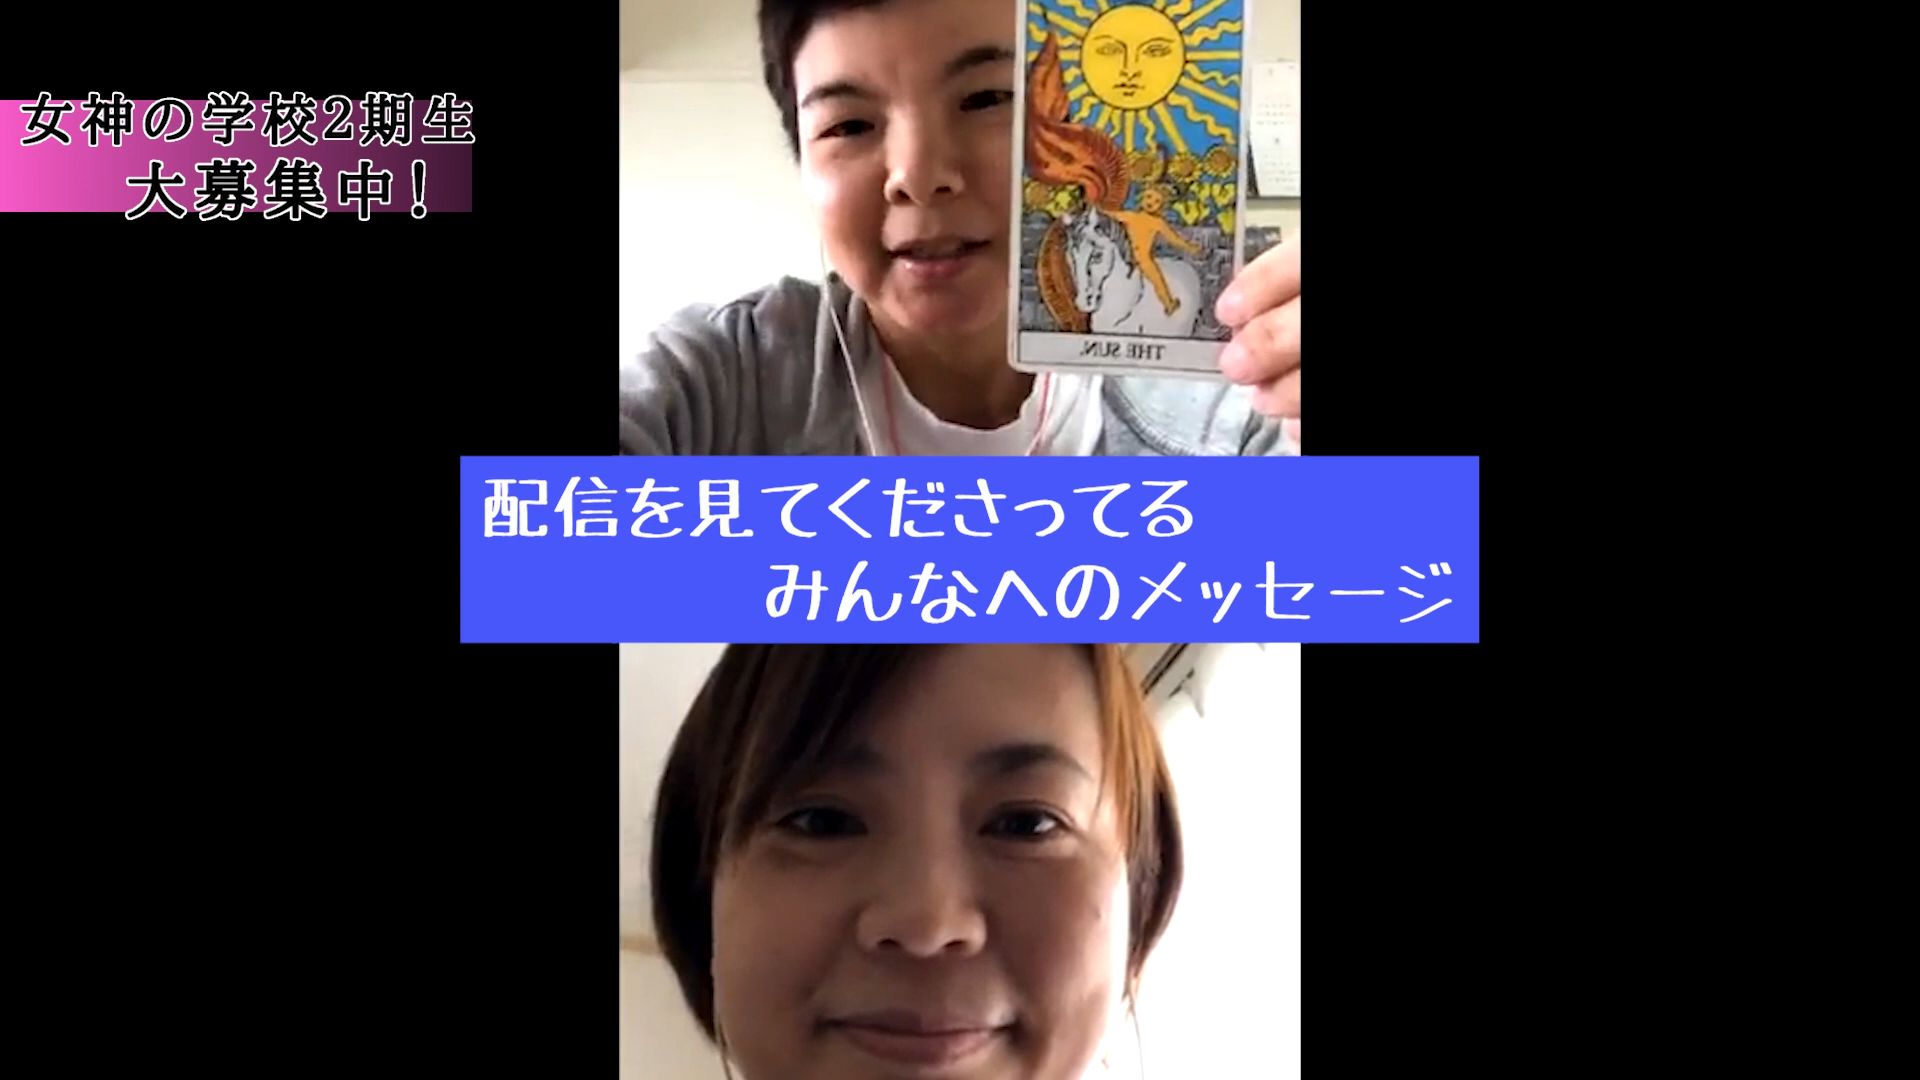 女神の学校2期生
大募集中!
THE SUN.
配信を見てくださってる
みんなへのメッセージ